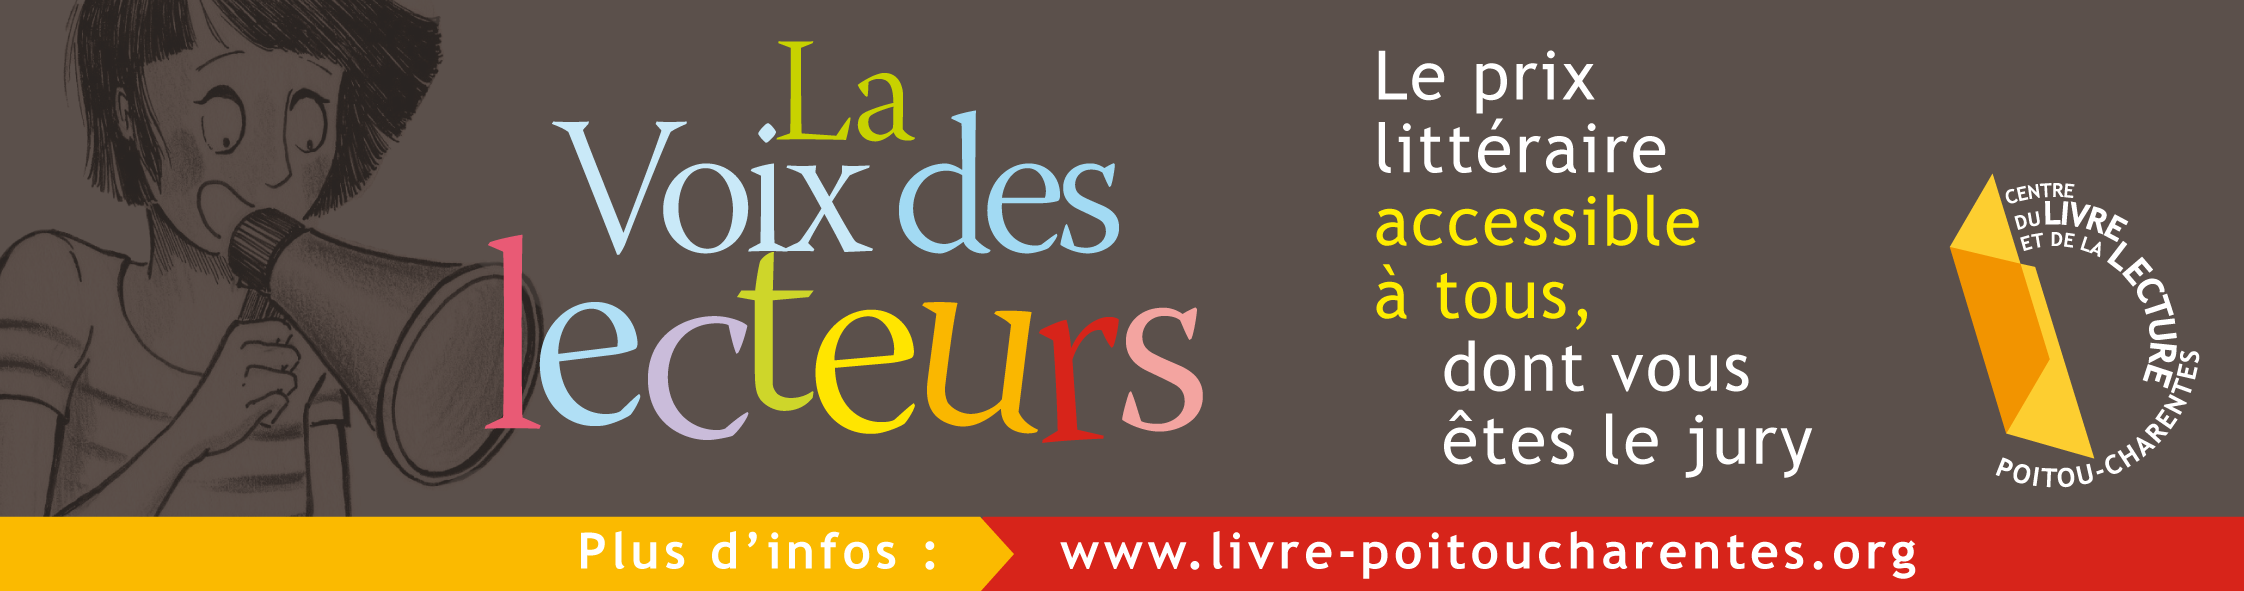 La
Voix des
lecteurs
Le prix
littéraire
accessible
à tous,
dont vous
êtes le jury
CENTRE
DU LIVRE
ET DE LA LECTURE
POITOU-CHARENTES
Plus d’infos :
www.livre-poitoucharentes.org